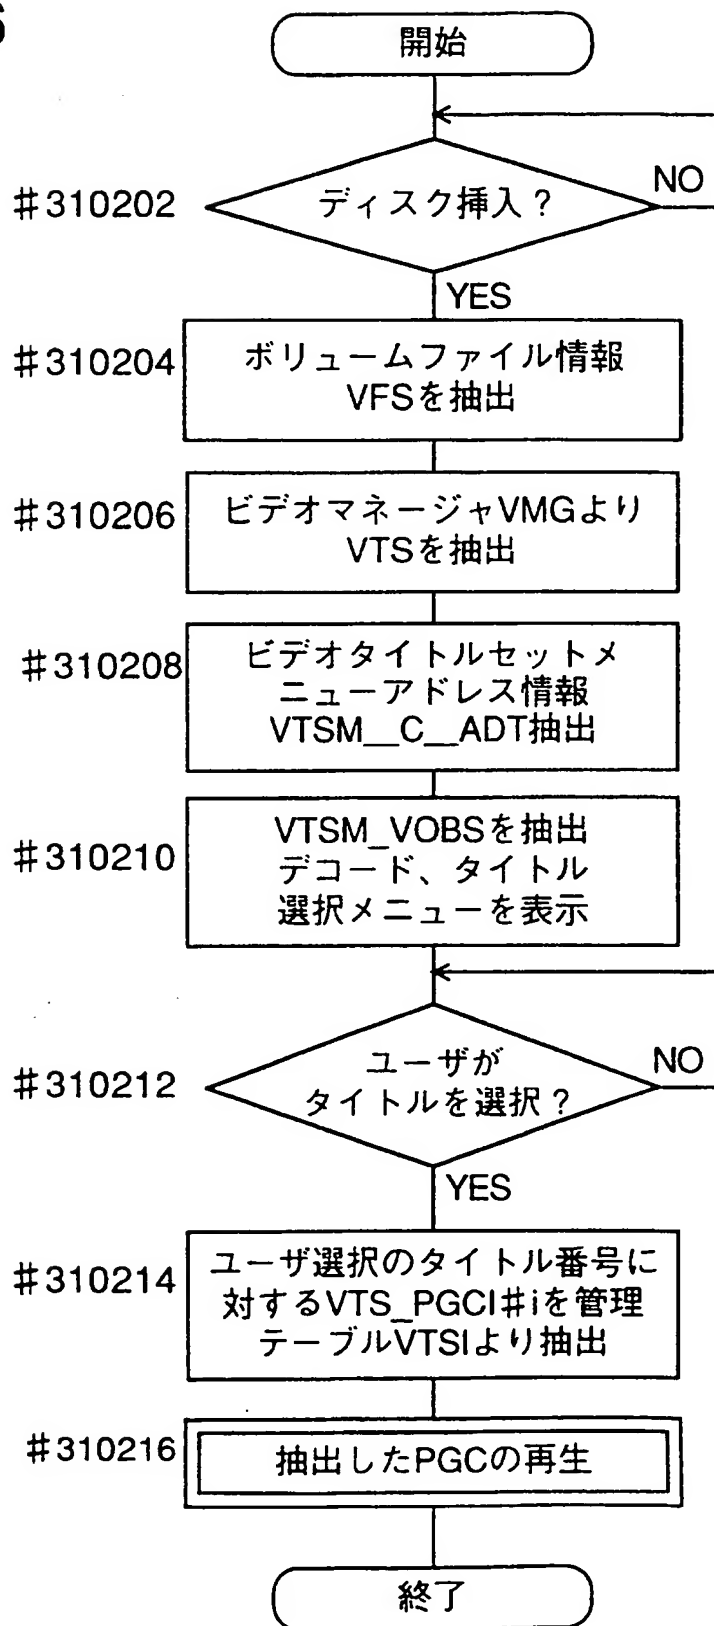 6
開始
#310202
ディスク挿入？
NO
YES
#310204
ボリュームファイル情報
VFSを抽出
#310206
ビデオマネージャVMGより
VTSを抽出
#310208
ビデオタイトルセットメ
ニューアドレス情報
VTSM__C__ADT抽出
#310210
VTSM_VOBSを抽出
デコード、タイトル
選択メニューを表示
#310212
ユーザが
タイトルを選択？
NO
YES
#310214
ユーザ選択のタイトル番号に
対するVTS_PGCI#iを管理
テーブルVTSIより抽出
#310216
抽出したPGCの再生
終了